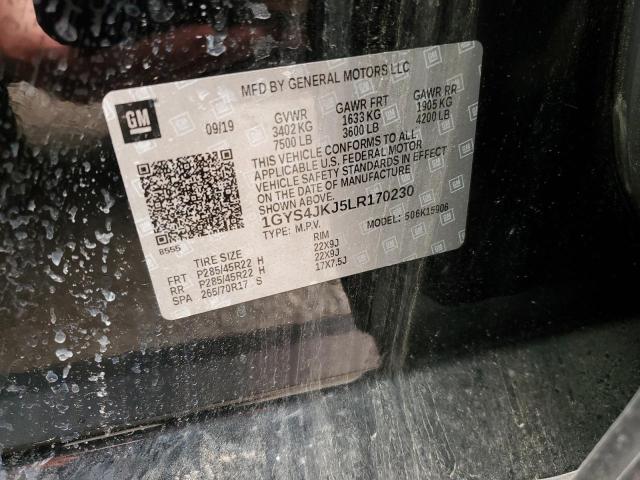 MFD BY GENERAL MOTORS LLC
GM
09/19
GVWR
3402 KG
7500 LB
GAWR FRT
1633 KG
3600 LB
GAWR RR
1905 KG
4200 LB
THIS VEHICLE CONFORMS TO ALL
APPLICABLE U.S. FEDERAL MOTOR
VEHICLE SAFETY STANDARDS IN EFFECT
ON THE DATE OF MANUFACTURE
SHOWN ABOVE.
1GYS4JKJ5LR170230
TYPE: M.P.V.
MODEL: 506K15906
8555
TIRE SIZE
RIM
FRT P285/45R22 H 22X9J
RR P285/45R22 H 22X9J
SPA 265/70R17 S 17X7.5J